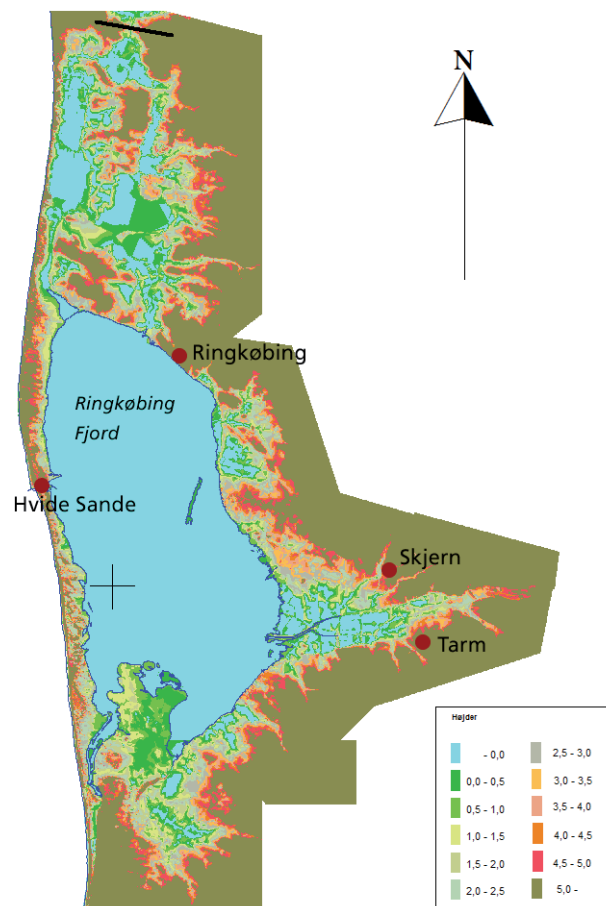 N
Ringkøbing
Ringkøbing
Fjord
Hvide Sande
Skjern
Tarm
Højder
- 0,0
0,0 - 0,5
0,5 - 1,0
1,0 - 1,5
1,5 - 2,0
2,0 - 2,5
2,5 - 3,0
3,0 - 3,5
3,5 - 4,0
4,0 - 4,5
4,5 - 5,0
5,0 -